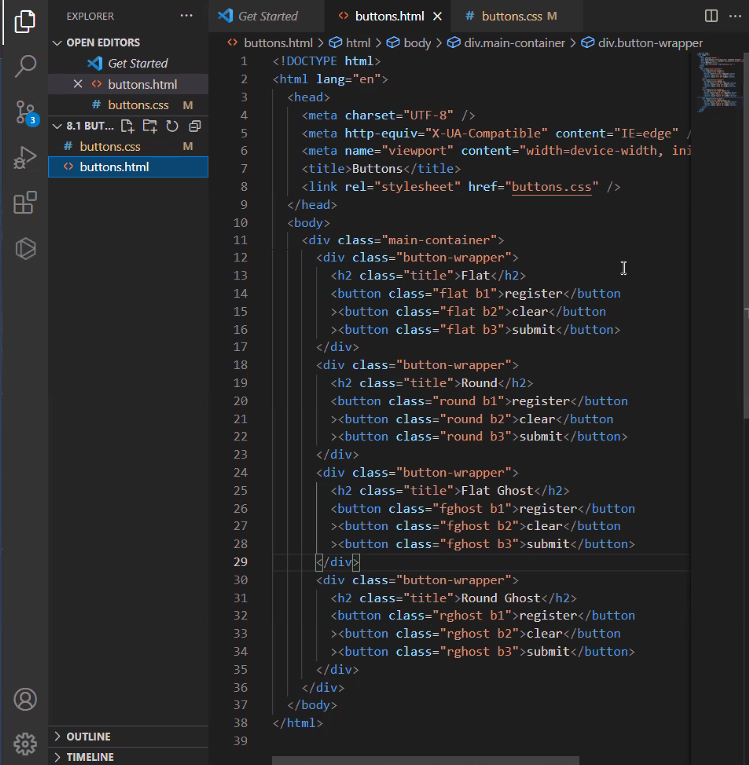 EXPLORER
Get Started
buttons.html
buttons.css M
OPEN EDITORS
Get Started
buttons.html
buttons.css M
8.1 BUT...
buttons.css M
buttons.html
3
OUTLINE
TIMELINE
buttons.html > html > body > div.main-container > div.button-wrapper
1 <!DOCTYPE html>
2 <html lang="en">
3 <head>
4 <meta charset="UTF-8" />
5 <meta http-equiv="X-UA-Compatible" content="IE=edge" /
6 <meta name="viewport" content="width=device-width, ini
7 <title>Buttons</title>
8 <link rel="stylesheet" href="buttons.css" />
9 </head>
10 <body>
11 <div class="main-container">
12 <div class="button-wrapper">
13 <h2 class="title">Flat</h2>
14 <button class="flat b1">register</button
15 ><button class="flat b2">clear</button
16 ><button class="flat b3">submit</button>
17 </div>
18 <div class="button-wrapper">
19 <h2 class="title">Round</h2>
20 <button class="round b1">register</button
21 ><button class="round b2">clear</button
22 ><button class="round b3">submit</button>
23 </div>
24 <div class="button-wrapper">
25 <h2 class="title">Flat Ghost</h2>
26 <button class="fghost b1">register</button
27 ><button class="fghost b2">clear</button
28 ><button class="fghost b3">submit</button>
29 </div>
30 <div class="button-wrapper">
31 <h2 class="title">Round Ghost</h2>
32 <button class="rghost b1">register</button
33 ><button class="rghost b2">clear</button
34 ><button class="rghost b3">submit</button>
35 </div>
36 </div>
37 </body>
38 </html>
39